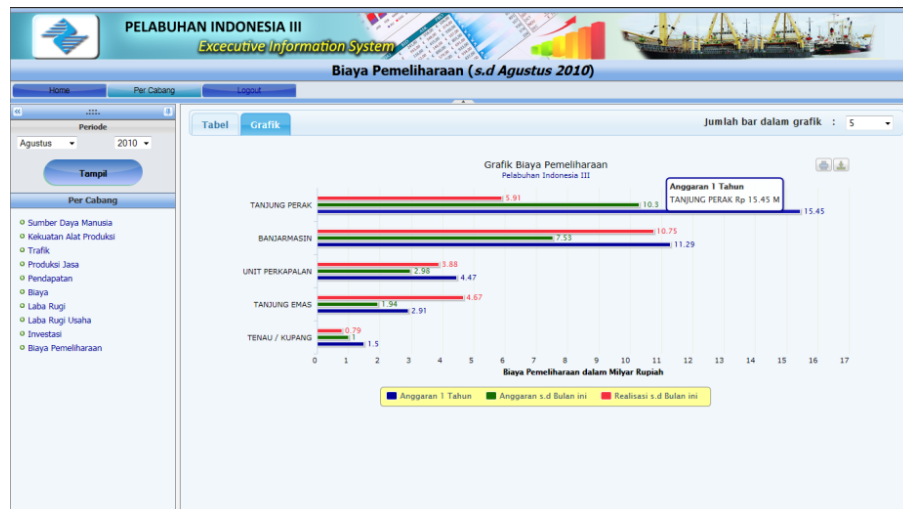 PELABUHAN INDONESIA III
Excecutive Information System
Biaya Pemeliharaan (s.d Agustus 2010)
Home Per Cabang Logout
Periode
Agustus 2010
Tampil
Per Cabang
Sumber Daya Manusia
Kekuatan Alat Produksi
Trafik
Produksi Jasa
Pendapatan
Biaya
Laba Rugi
Laba Rugi Usaha
Investasi
Biaya Pemeliharaan
Tabel Grafik Jumlah bar dalam grafik : 5
Grafik Biaya Pemeliharaan
Pelabuhan Indonesia III
Anggaran 1 Tahun
TANJUNG PERAK Rp 15.45 M
5.91
TANJUNG PERAK 10.3
15.45
10.75
BANJARMASIN 7.53
11.29
3.88
UNIT PERKAPALAN 2.98
4.47
4.67
TANJUNG EMAS 1.94
2.91
0.79
TENAU / KUPANG 1
1.5
0 1 2 3 4 5 6 7 8 9 10 11 12 13 14 15 16 17
Biaya Pemeliharaan dalam Milyar Rupiah
Anggaran 1 Tahun Anggaran s.d Bulan ini Realisasi s.d Bulan ini